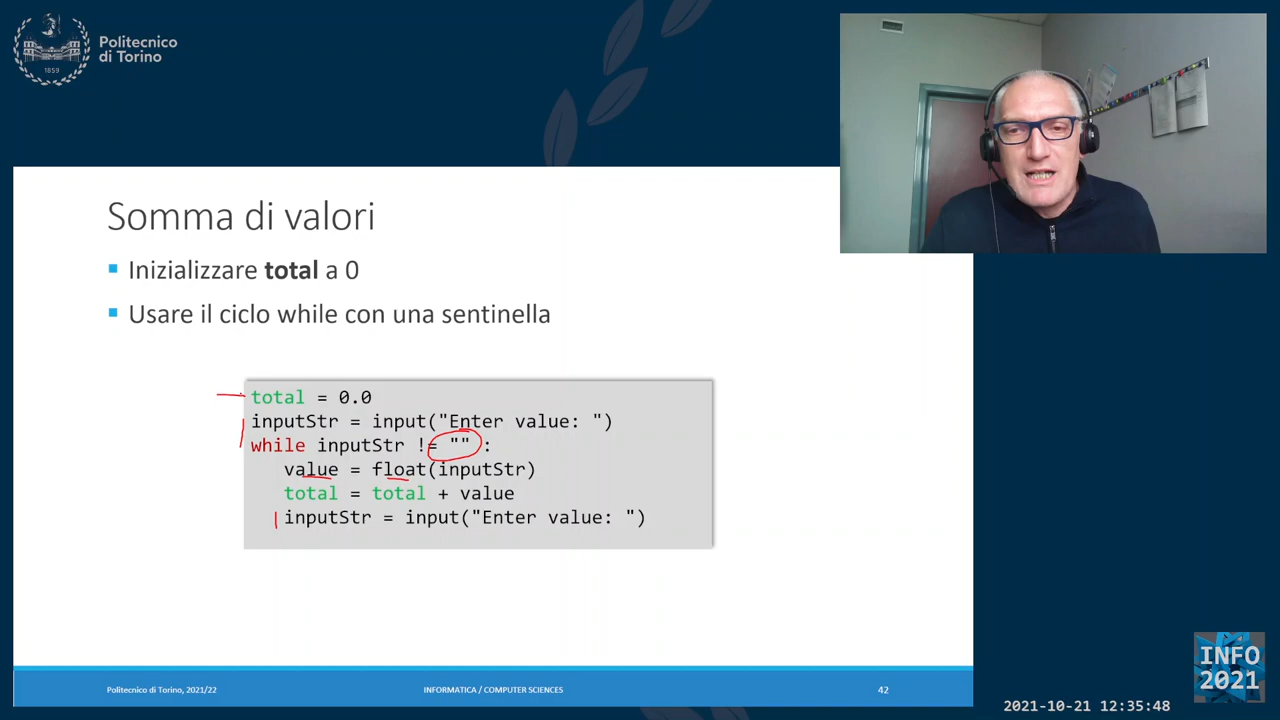 Politecnico
di Torino
1859
Somma di valori
Inizializzare total a 0
Usare il ciclo while con una sentinella
total = 0.0
inputStr = input("Enter value: ")
while inputStr != "" :
value = float(inputStr)
total = total + value
inputStr = input("Enter value: ")
Politecnico di Torino, 2021/22
INFORMATICA / COMPUTER SCIENCES
42
INFO
2021
2021-10-21 12:35:48